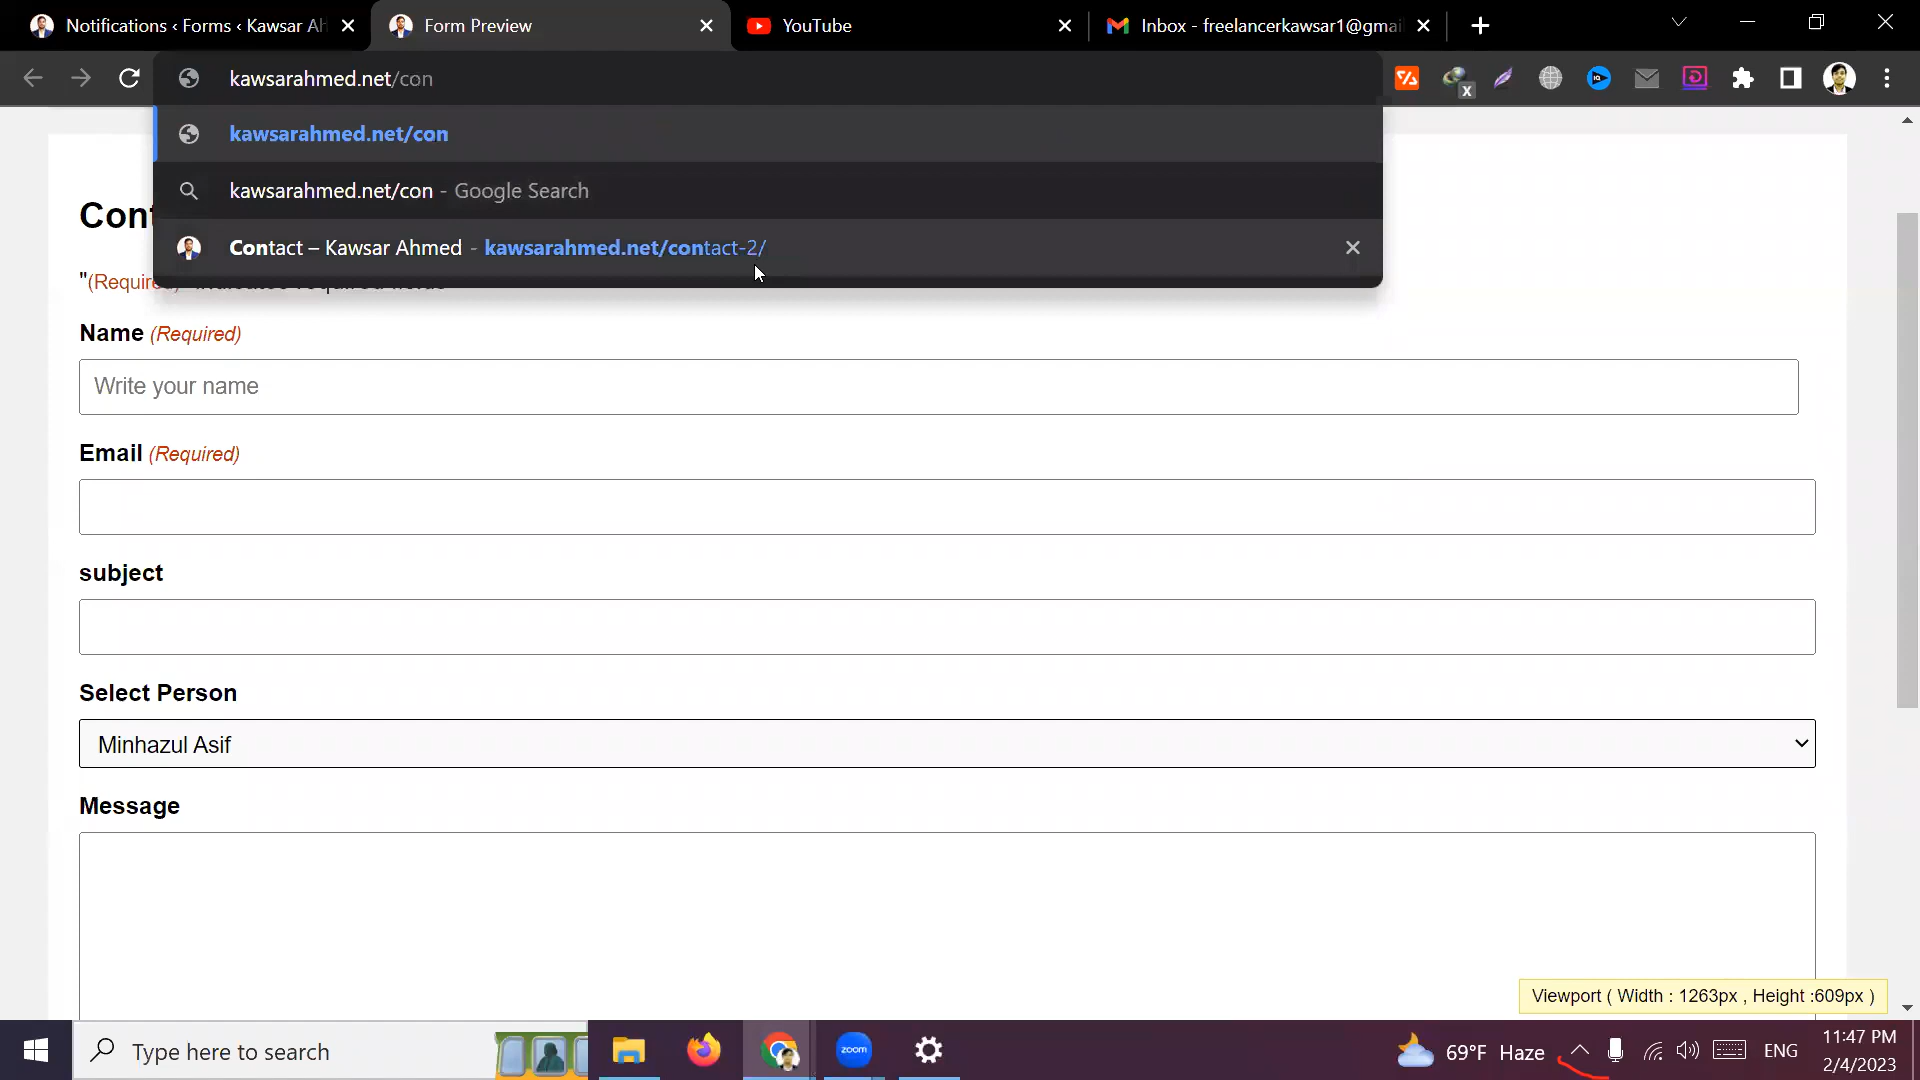 Notifications ‹ Forms ‹ Kawsar Ah
Form Preview
YouTube
Inbox - freelancerkawsar1@gmai
kawsarahmed.net/con
kawsarahmed.net/con
kawsarahmed.net/con - Google Search
Contact – Kawsar Ahmed - kawsarahmed.net/contact-2/
Cont
"(Require
Name (Required)
Write your name
Email (Required)
subject
Select Person
Minhazul Asif
Message
Viewport ( Width : 1263px , Height :609px )
Type here to search
zoom
69°F Haze
ENG
11:47 PM
2/4/2023